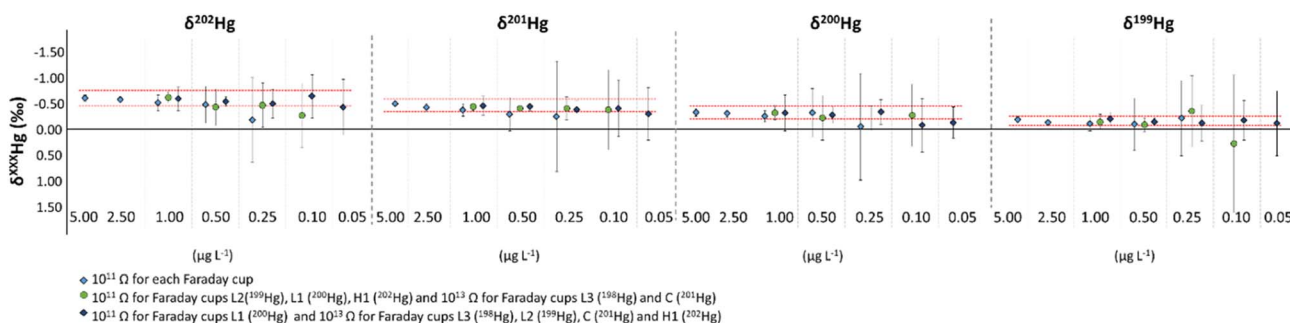 δ²⁰²Hg δ²⁰¹Hg δ²⁰⁰Hg δ¹⁹⁹Hg
δˣˣˣHg (‰)
-1.50
-1.00
-0.50
0.00
0.50
1.00
1.50
5.00 2.50 1.00 0.50 0.25 0.10 0.05 5.00 2.50 1.00 0.50 0.25 0.10 0.05 5.00 2.50 1.00 0.50 0.25 0.10 0.05 5.00 2.50 1.00 0.50 0.25 0.10 0.05
(µg L⁻¹) (µg L⁻¹) (µg L⁻¹) (µg L⁻¹)
10¹¹ Ω for each Faraday cup
10¹¹ Ω for Faraday cups L2(¹⁹⁹Hg), L1 (²⁰⁰Hg), H1 (²⁰²Hg) and 10¹³ Ω for Faraday cups L3 (¹⁹⁸Hg) and C (²⁰¹Hg)
10¹¹ Ω for Faraday cups L1 (²⁰⁰Hg) and 10¹³ Ω for Faraday cups L3 (¹⁹⁸Hg), L2 (¹⁹⁹Hg), C (²⁰¹Hg) and H1 (²⁰²Hg)